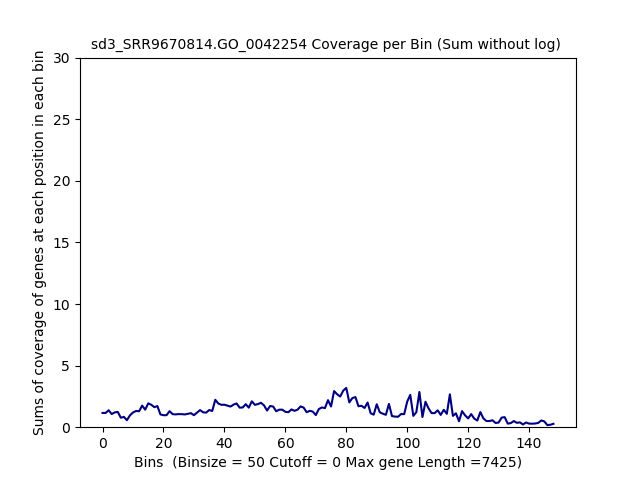 sd3_SRR9670814.GO_0042254 Coverage per Bin (Sum without log)
Sums of coverage of genes at each position in each bin
30
25
20
15
10
5
0
0 20 40 60 80 100 120 140
Bins  (Binsize = 50 Cutoff = 0 Max gene Length =7425)